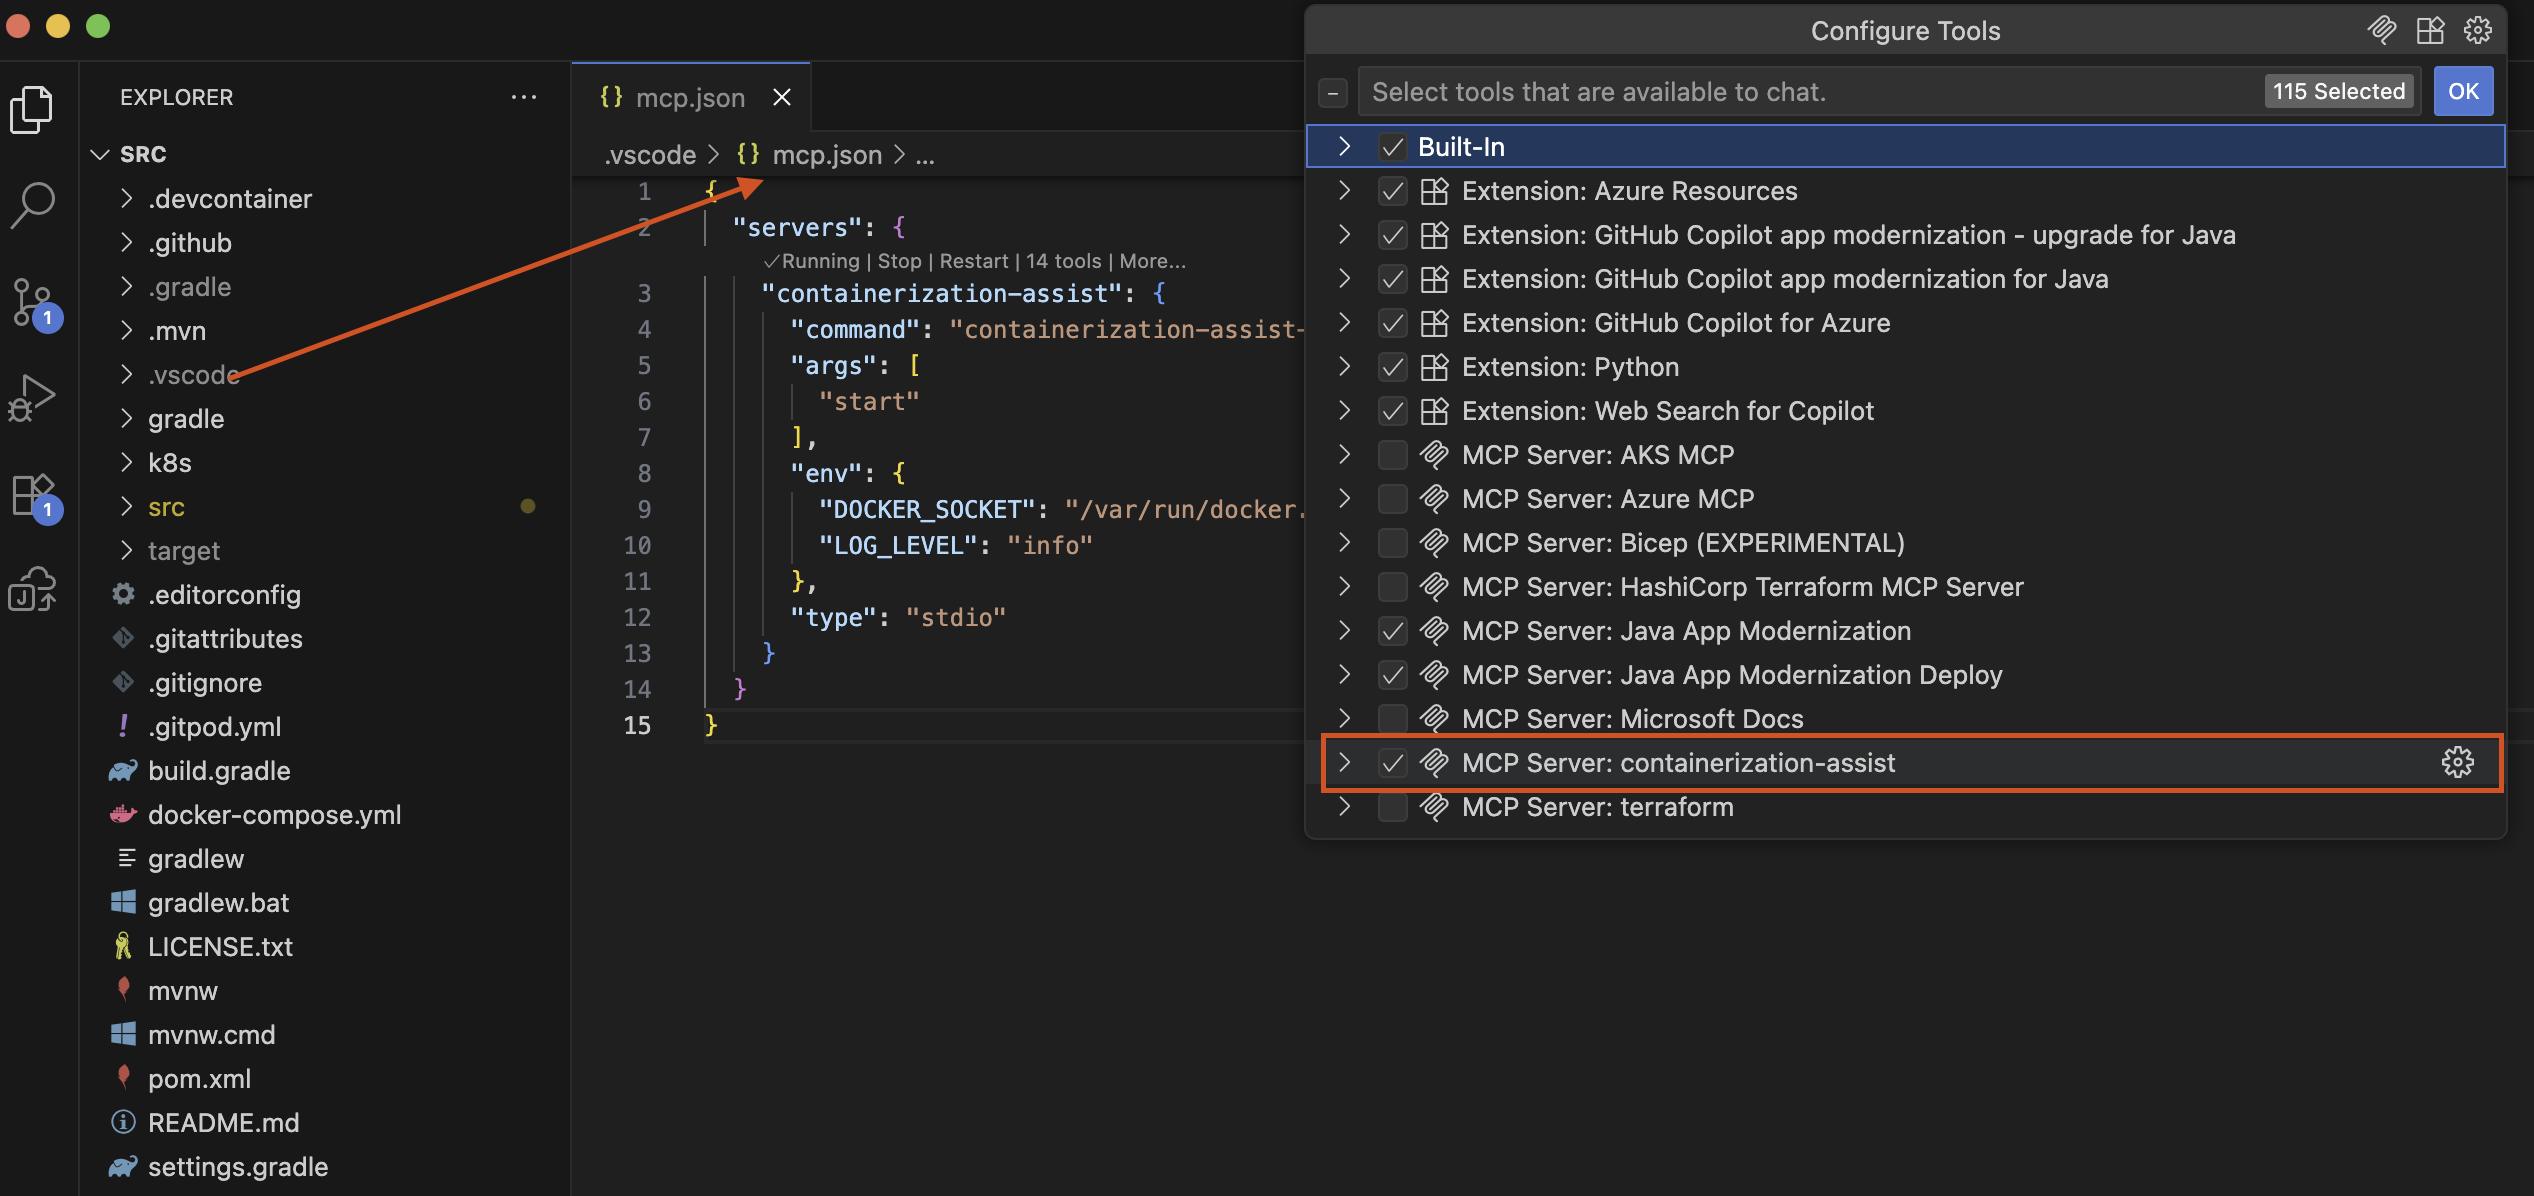 EXPLORER
SRC
.devcontainer
.github
.gradle
.mvn
.vscode
gradle
k8s
src
target
.editorconfig
.gitattributes
.gitignore
.gitpod.yml
build.gradle
docker-compose.yml
gradlew
gradlew.bat
LICENSE.txt
mvnw
mvnw.cmd
pom.xml
README.md
settings.gradle
1
1
{} mcp.json
.vscode > {} mcp.json > ...
1 {
2 "servers": {
✓Running | Stop | Restart | 14 tools | More...
3 "containerization-assist": {
4 "command": "containerization-assist-
5 "args": [
6 "start"
7 ],
8 "env": {
9 "DOCKER_SOCKET": "/var/run/docker.
10 "LOG_LEVEL": "info"
11 },
12 "type": "stdio"
13 }
14 }
15 }
Configure Tools
Select tools that are available to chat. 115 Selected OK
Built-In
Extension: Azure Resources
Extension: GitHub Copilot app modernization - upgrade for Java
Extension: GitHub Copilot app modernization for Java
Extension: GitHub Copilot for Azure
Extension: Python
Extension: Web Search for Copilot
MCP Server: AKS MCP
MCP Server: Azure MCP
MCP Server: Bicep (EXPERIMENTAL)
MCP Server: HashiCorp Terraform MCP Server
MCP Server: Java App Modernization
MCP Server: Java App Modernization Deploy
MCP Server: Microsoft Docs
MCP Server: containerization-assist
MCP Server: terraform